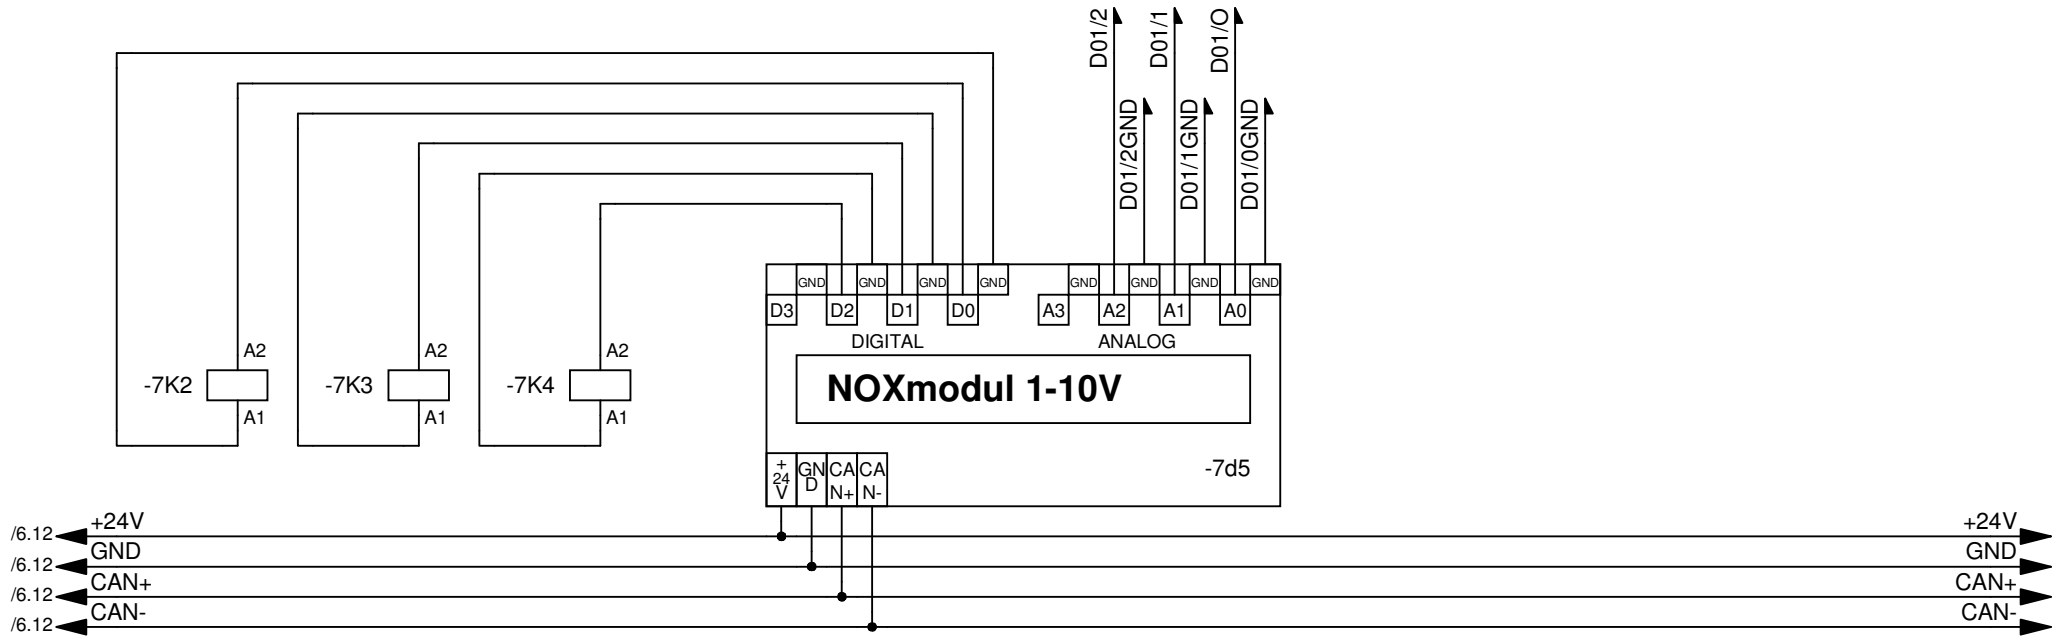 D01/2
D01/1
D01/O
D01/2GND
D01/1GND
D01/0GND
GND GND GND GND GND GND GND GND
D3 D2 D1 D0 A3 A2 A1 A0
DIGITAL ANALOG
NOXmodul 1-10V
A2 A2 A2
-7K2 -7K3 -7K4
A1 A1 A1
-7d5
+
24
V
GN
D
CA
N+
CA
N-
/6.12 +24V +24V
/6.12 GND GND
/6.12 CAN+ CAN+
/6.12 CAN- CAN-